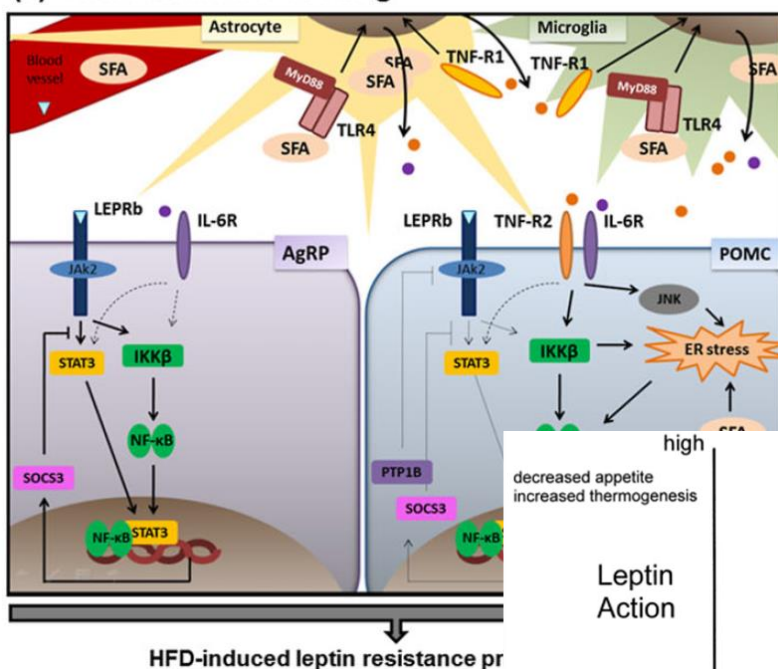 Astrocyte
Microglia
Blood
vessel
SFA
MyD88
TLR4
SFA
SFA
SFA
TNF-R1
TNF-R1
MyD88
TLR4
SFA
SFA
LEPRb
IL-6R
JAk2
AgRP
STAT3
IKKβ
NF-κB
SOCS3
NF-κB
STAT3
LEPRb
TNF-R2
IL-6R
POMC
JAk2
JNK
STAT3
IKKβ
ER stress
PTP1B
SOCS3
NF-κB
high
decreased appetite
increased thermogenesis
Leptin
Action
HFD-induced leptin resistance pr